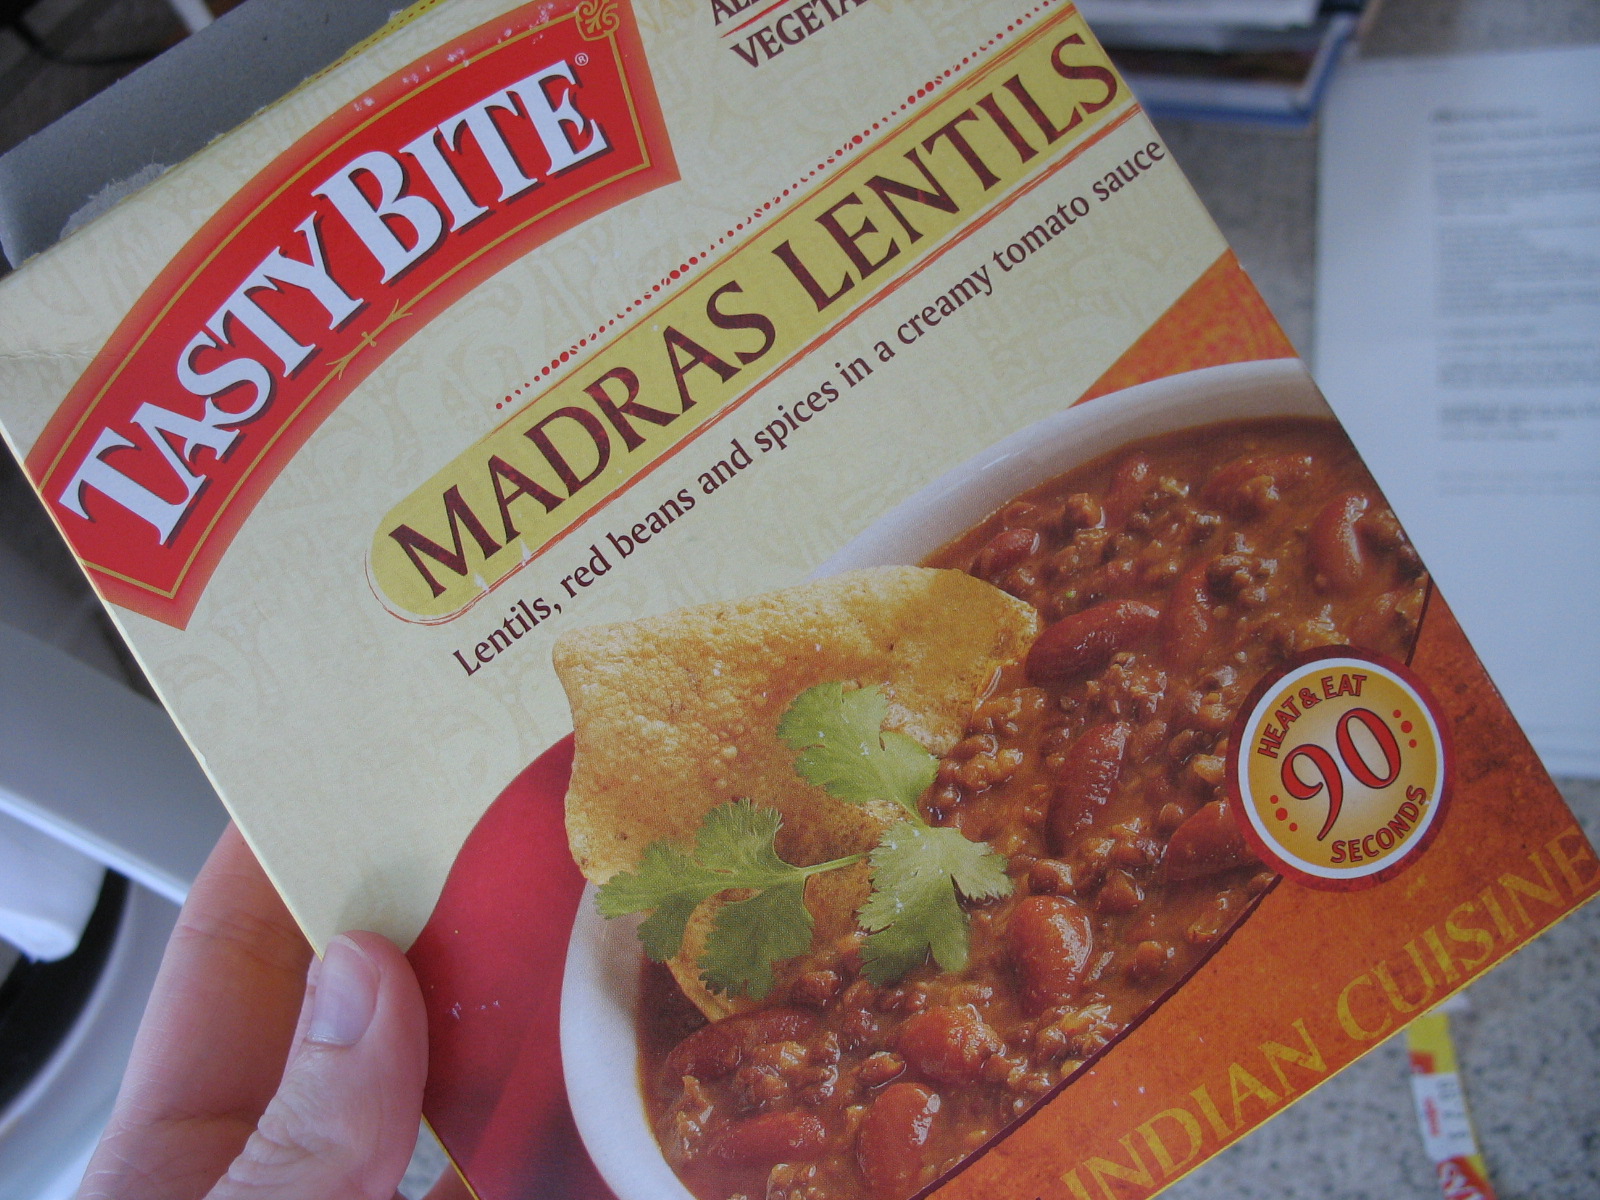 TASTY BITE®
VEGETA
MADRAS LENTILS
Lentils, red beans and spices in a creamy tomato sauce
HEAT & EAT
90
SECONDS
INDIAN CUISINE